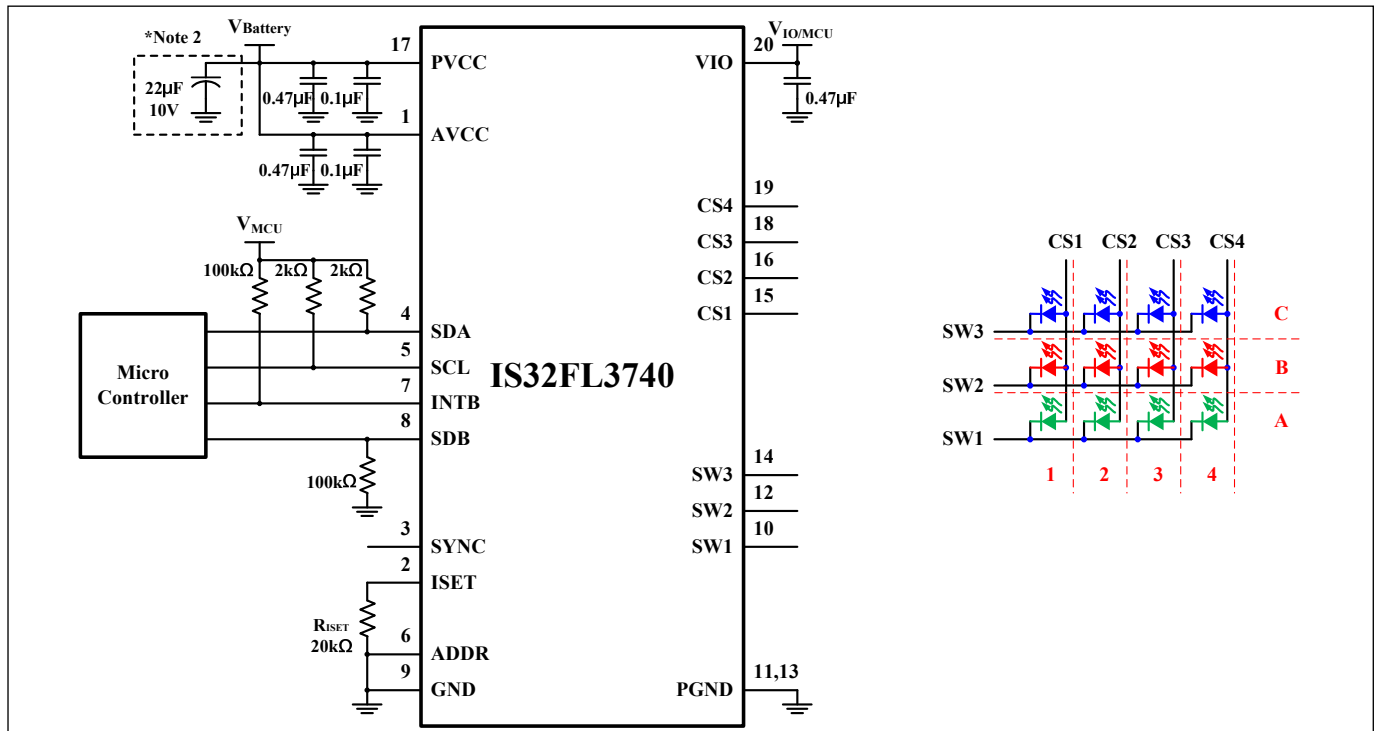 *Note 2
VBattery
22µF
10V
17
PVCC
0.47µF
0.1µF
1
AVCC
0.47µF
0.1µF
VMCU
100kΩ
2kΩ
2kΩ
Micro
Controller
4
SDA
5
SCL
7
INTB
8
SDB
100kΩ
3
SYNC
2
ISET
RISET
20kΩ
6
ADDR
9
GND
IS32FL3740
VIO/MCU
20
VIO
0.47µF
19
CS4
18
CS3
16
CS2
15
CS1
14
SW3
12
SW2
10
SW1
11,13
PGND
CS1 CS2 CS3 CS4
SW3
C
SW2
B
SW1
A
1 2 3 4